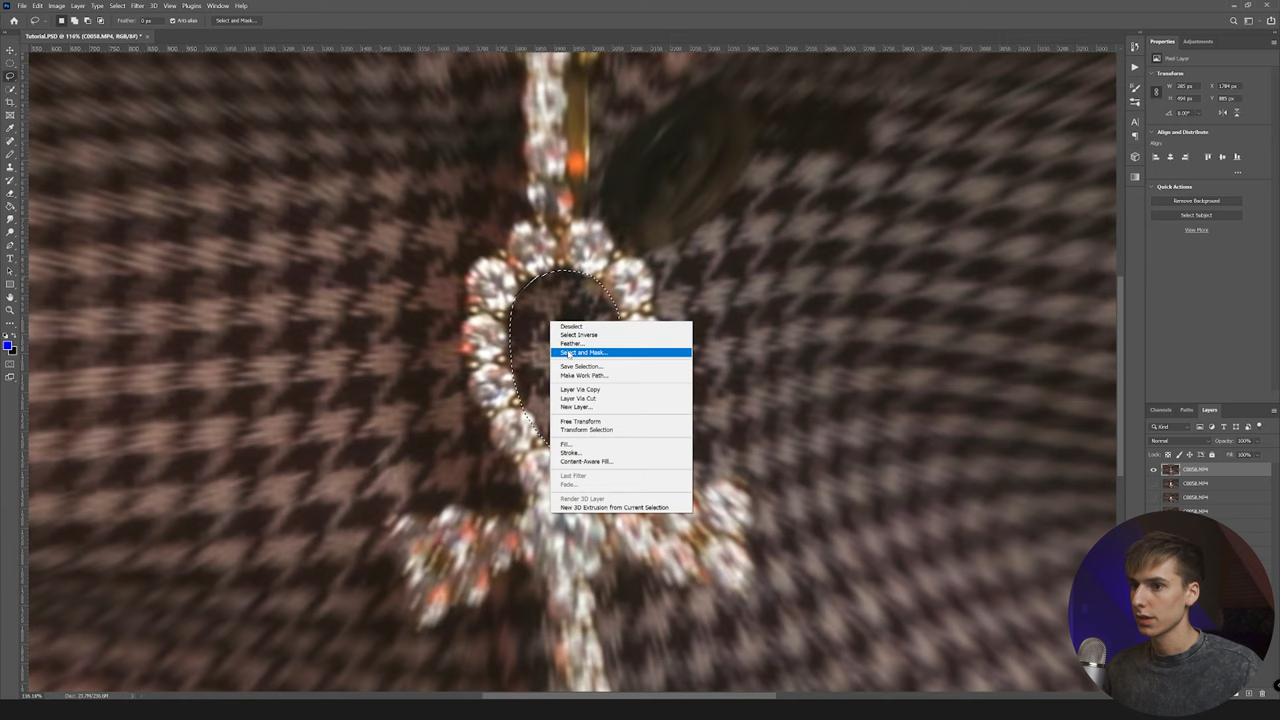 File Edit Image Layer Type Select Filter 3D View Plugins Window Help
Feather: 0 px Anti-alias Select and Mask...
Tutorial.PSD @ 116% (C0058.MP4, RGB/8#) *
Properties Adjustments
Pixel Layer
Transform
W 285 px X 1784 px
H 494 px Y 885 px
0.00°
Align and Distribute
Align:
Quick Actions
Remove Background
Select Subject
View More
Deselect
Select Inverse
Feather...
Select and Mask...
Save Selection...
Make Work Path...
Layer Via Copy
Layer Via Cut
New Layer...
Free Transform
Transform Selection
Fill...
Stroke...
Content-Aware Fill...
Last Filter
Fade...
Render 3D Layer
New 3D Extrusion from Current Selection
Channels Paths Layers
Kind
Normal Opacity: 100%
Lock: Fill: 100%
C0058.MP4
C0058.MP4
C0058.MP4